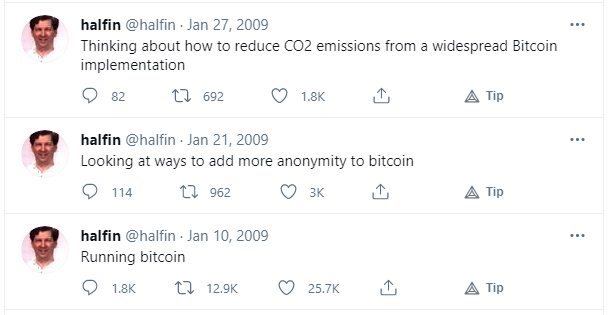 halfin @halfin · Jan 27, 2009
Thinking about how to reduce CO2 emissions from a widespread Bitcoin
implementation
82 692 1.8K Tip
halfin @halfin · Jan 21, 2009
Looking at ways to add more anonymity to bitcoin
114 962 3K Tip
halfin @halfin · Jan 10, 2009
Running bitcoin
1.8K 12.9K 25.7K Tip